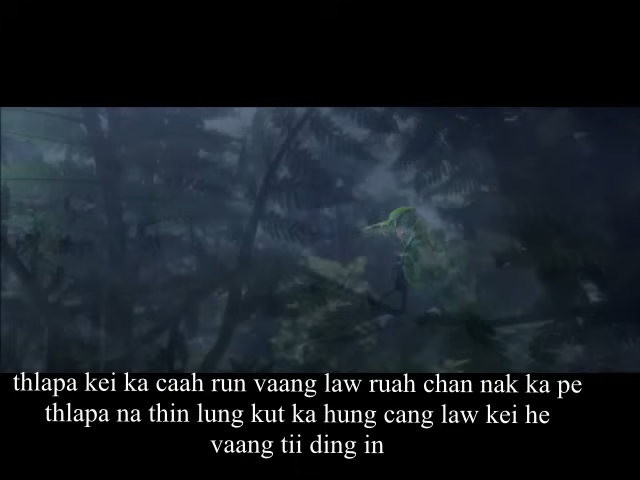 thlapa kei ka caah run vaang law ruah chan nak ka pe
thlapa na thin lung kut ka hung cang law kei he
vaang tii ding in